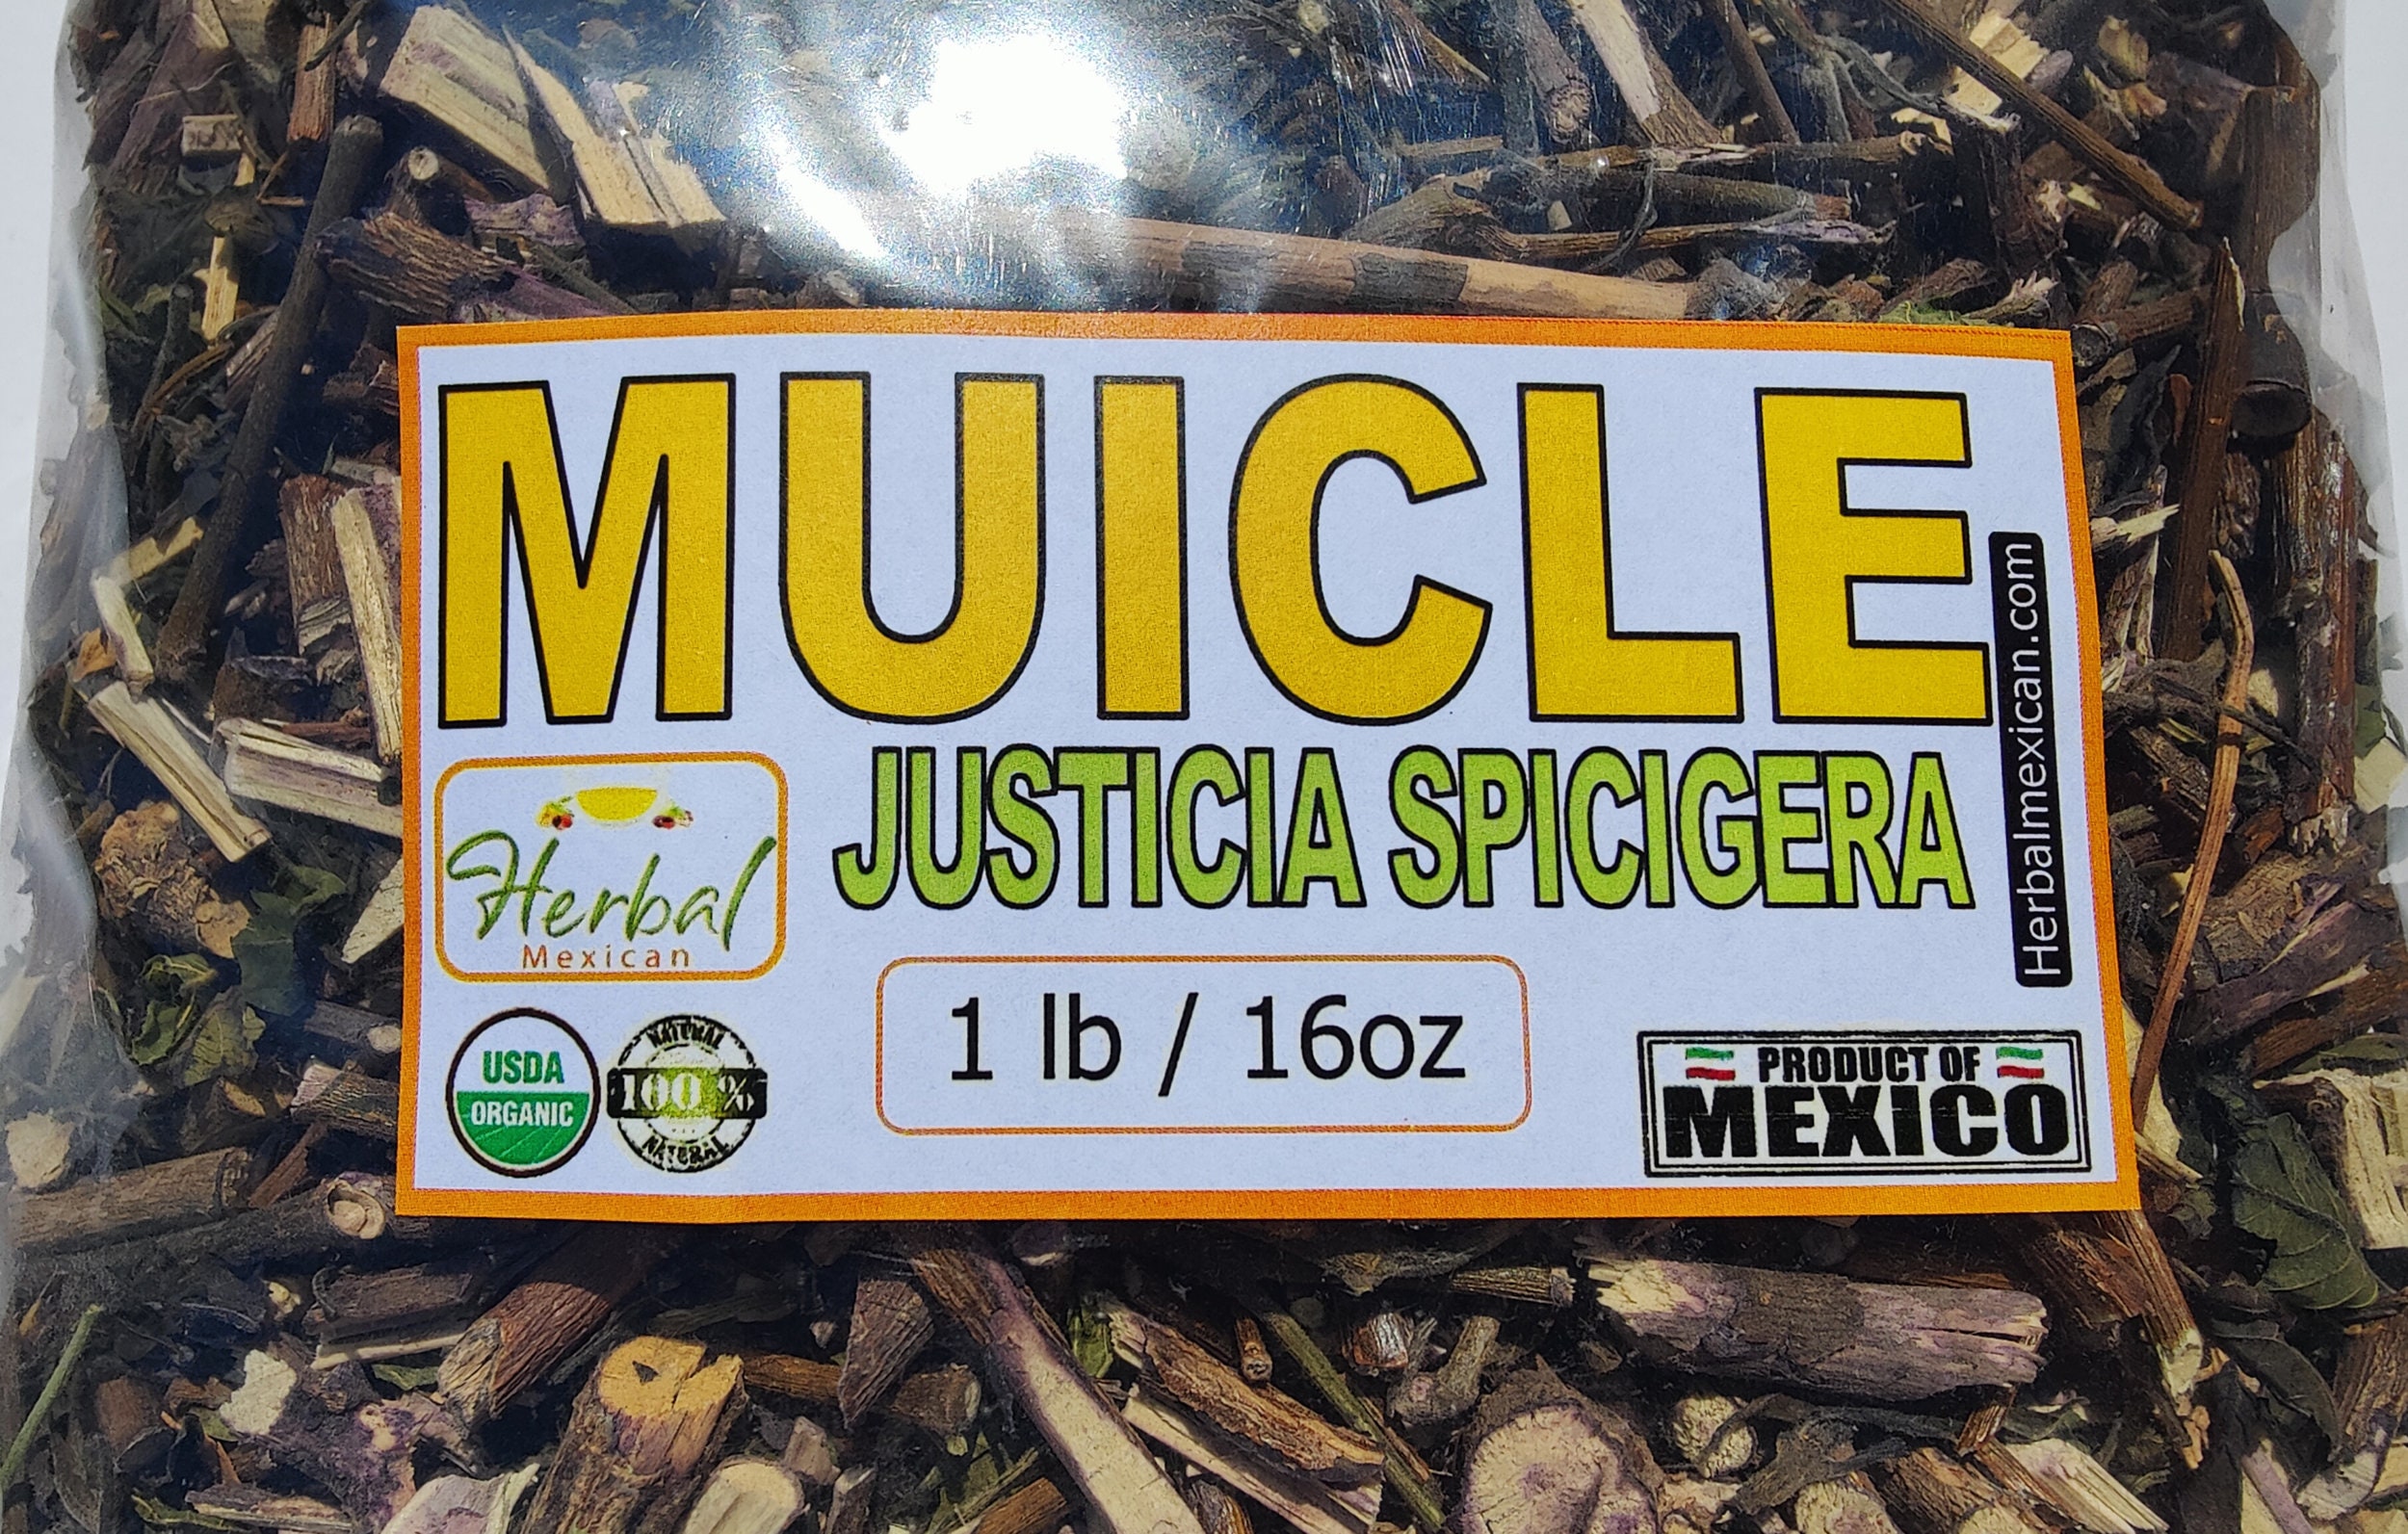 MUICLE
JUSTICIA SPICIGERA
Herbalmexican.com
Herbal
Mexican
1 lb / 16oz
USDA
ORGANIC
NATURAL
100 %
NATURAL
PRODUCT OF
MEXICO